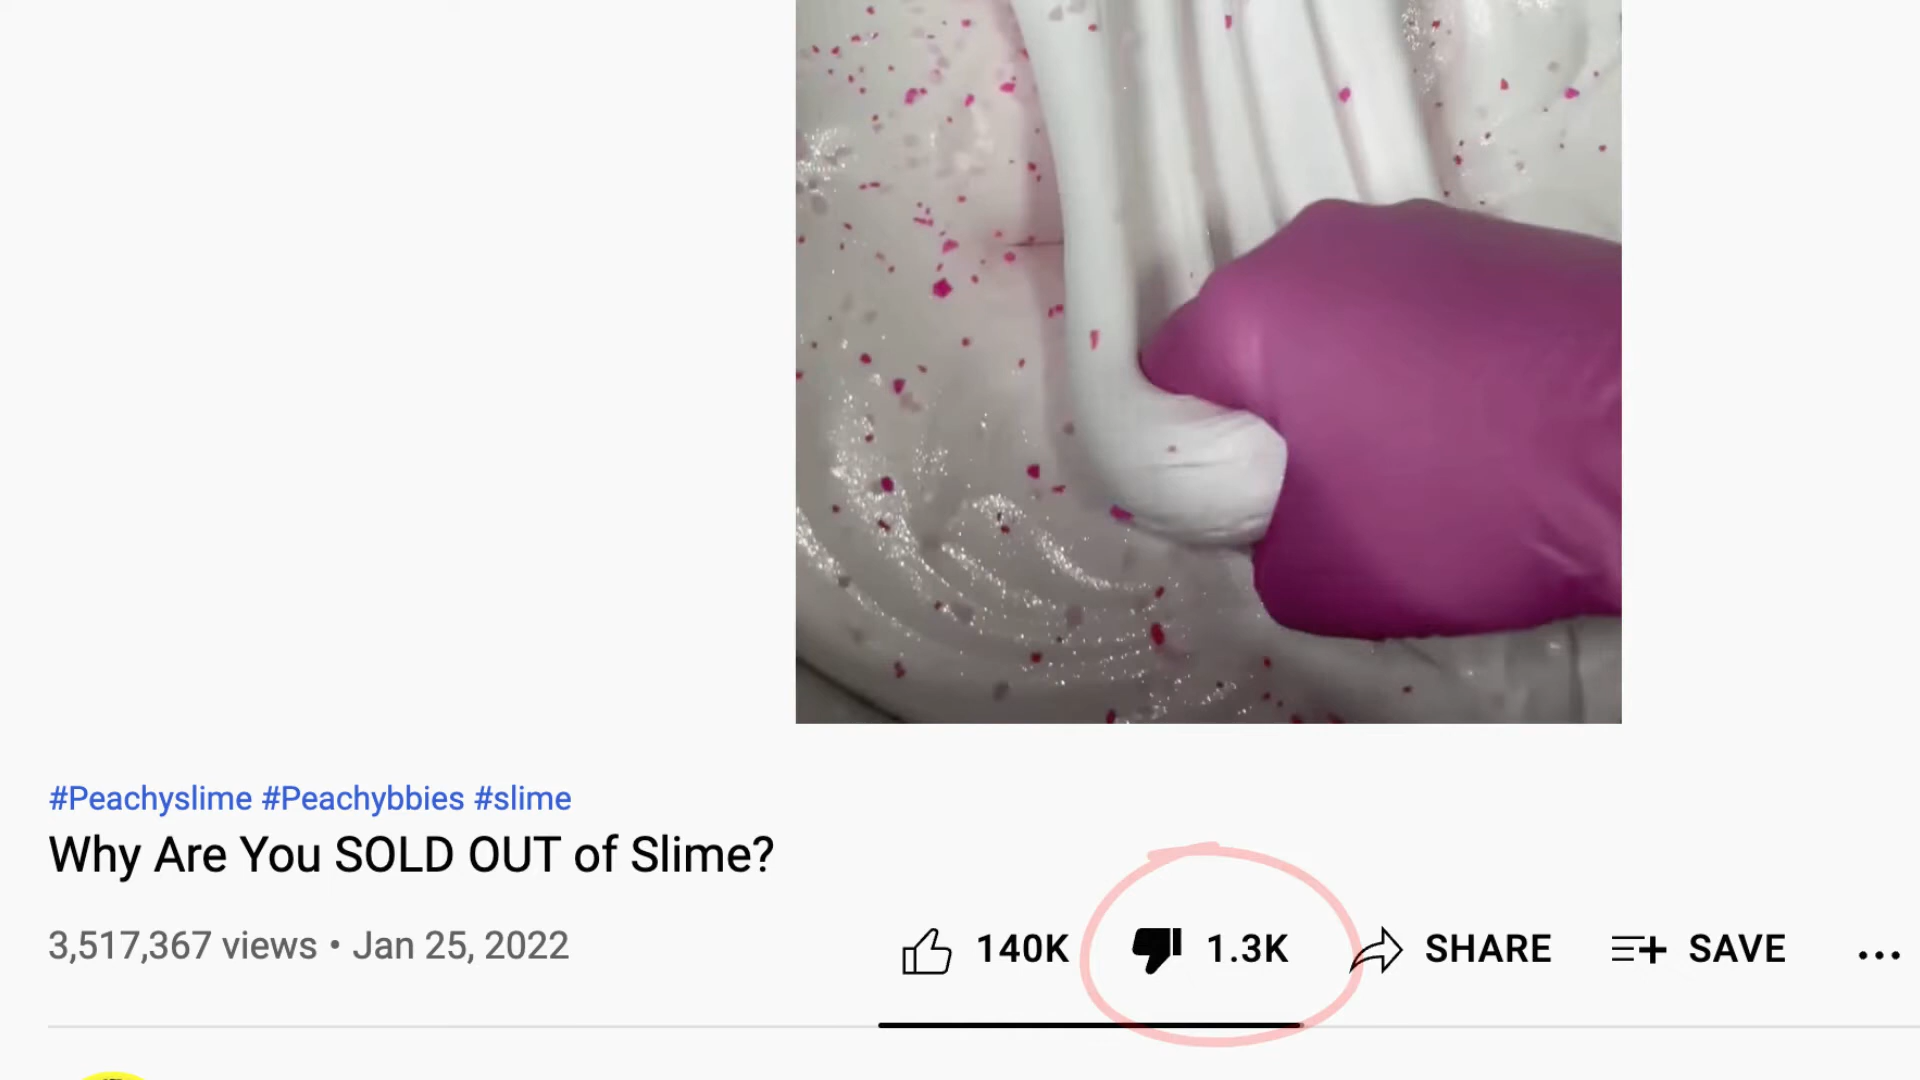 #Peachyslime #Peachybbies #slime
Why Are You SOLD OUT of Slime?
3,517,367 views • Jan 25, 2022
140K 1.3K SHARE SAVE ...